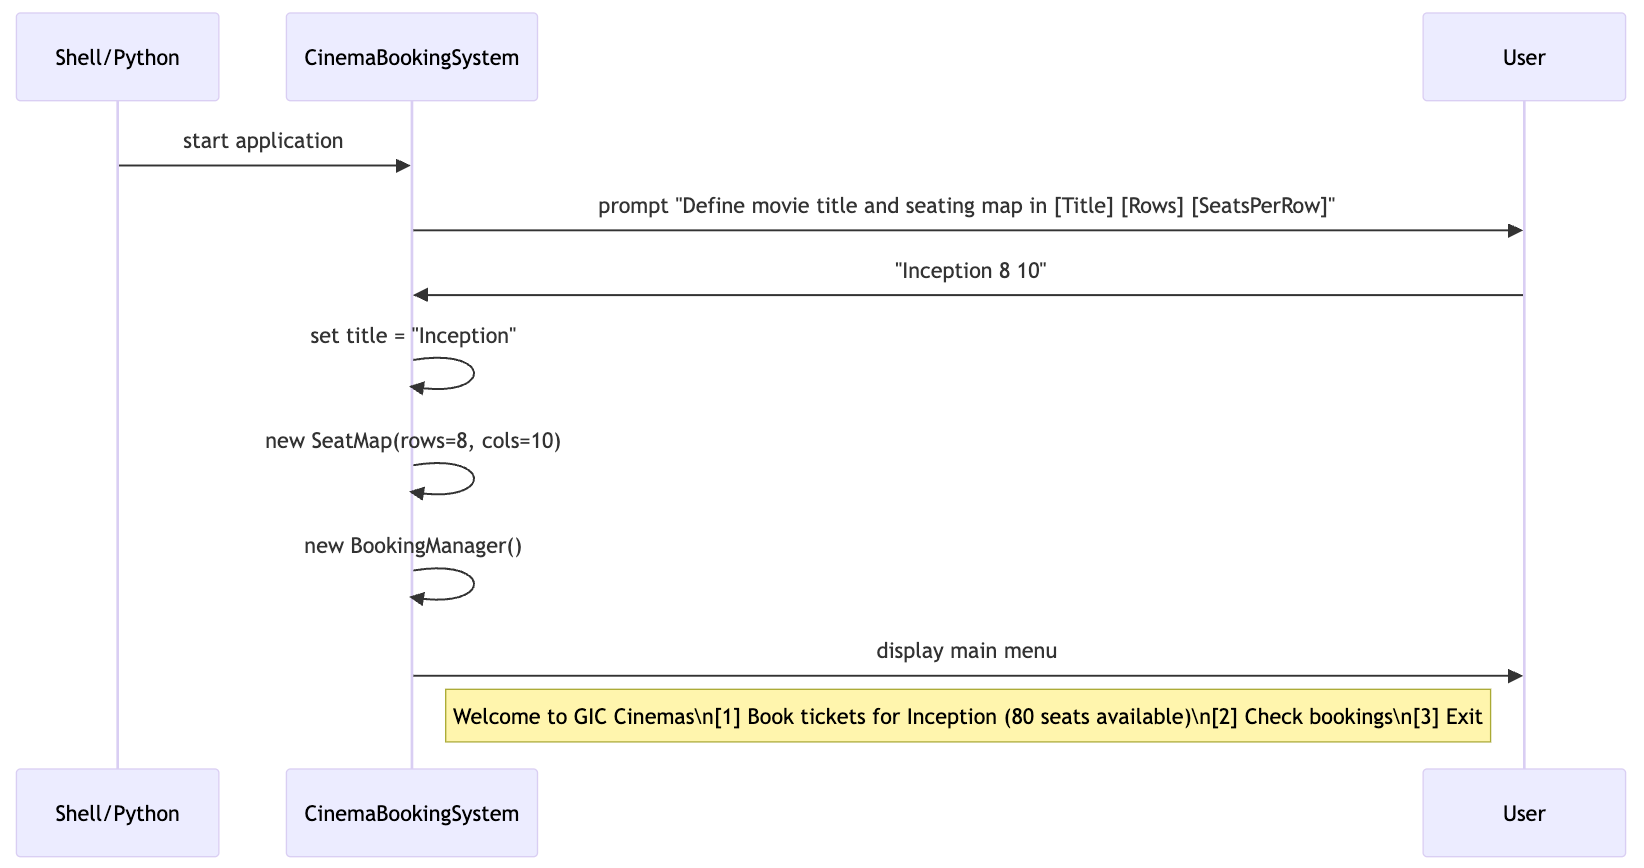 Shell/Python
CinemaBookingSystem
User
start application
prompt "Define movie title and seating map in [Title] [Rows] [SeatsPerRow]"
"Inception 8 10"
set title = "Inception"
new SeatMap(rows=8, cols=10)
new BookingManager()
display main menu
Welcome to GIC Cinemas\n[1] Book tickets for Inception (80 seats available)\n[2] Check bookings\n[3] Exit
Shell/Python
CinemaBookingSystem
User